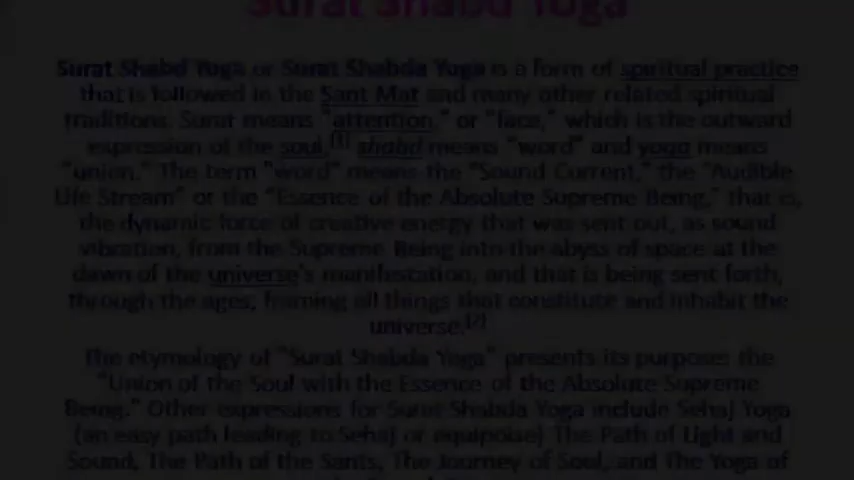 Surat Shabd Yoga
Surat Shabd Yoga or Surat Shabda Yoga is a form of spiritual practice
that is followed in the Sant Mat and many other related spiritual
traditions. Surat means "attention," or "face," which is the outward
expression of the soul,[1] shabd means "word" and yoga means
"union." The term "word" means the "Sound Current," the "Audible
Life Stream" or the "Essence of the Absolute Supreme Being," that is,
the dynamic force of creative energy that was sent out, as sound
vibration, from the Supreme Being into the abyss of space at the
dawn of the universe's manifestation, and that is being sent forth,
through the ages, framing all things that constitute and inhabit the
universe.[2]
The etymology of "Surat Shabda Yoga" presents its purpose: the
"Union of the Soul with the Essence of the Absolute Supreme
Being." Other expressions for Surat Shabda Yoga include Sehaj Yoga
(an easy path leading to Sehaj or equipoise) The Path of Light and
Sound, The Path of the Sants, The Journey of Soul, and The Yoga of